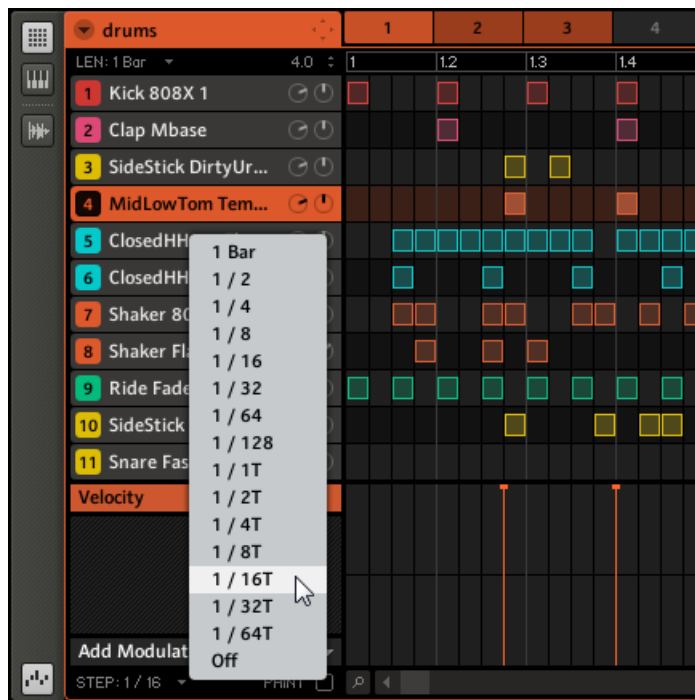 drums 1 2 3 4
LEN: 1 Bar 4.0 1 1.2 1.3 1.4
1 Kick 808X 1
2 Clap Mbase
3 SideStick DirtyUr...
4 MidLowTom Tem...
5 ClosedHH
6 ClosedHH
7 Shaker 80
8 Shaker Fl
9 Ride Fade
10 SideStick
11 Snare Fas
Velocity
Add Modulat
STEP: 1 / 16 PAINT
1 Bar
1 / 2
1 / 4
1 / 8
1 / 16
1 / 32
1 / 64
1 / 128
1 / 1T
1 / 2T
1 / 4T
1 / 8T
1 / 16T
1 / 32T
1 / 64T
Off